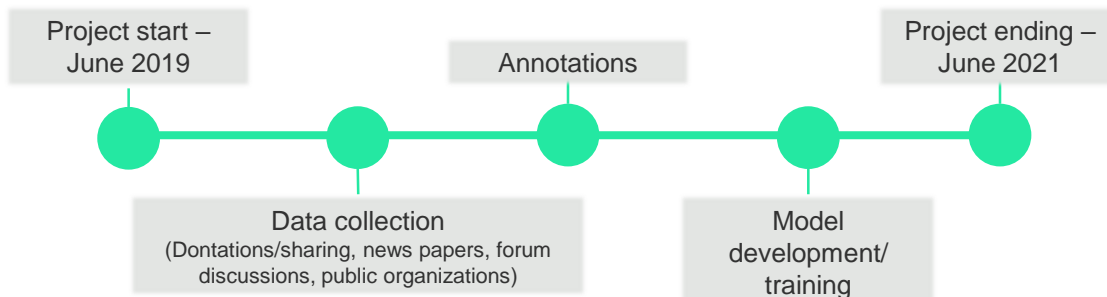 Project start –
June 2019
Annotations
Project ending –
June 2021
Data collection
(Dontations/sharing, news papers, forum
discussions, public organizations)
Model
development/
training